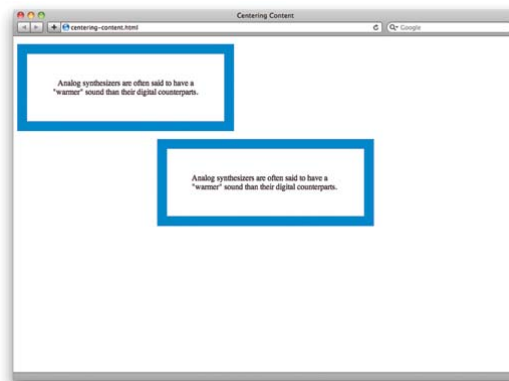 Centering Content
centering-content.html
Google
Analog synthesizers are often said to have a
"warmer" sound than their digital counterparts.
Analog synthesizers are often said to have a
"warmer" sound than their digital counterparts.